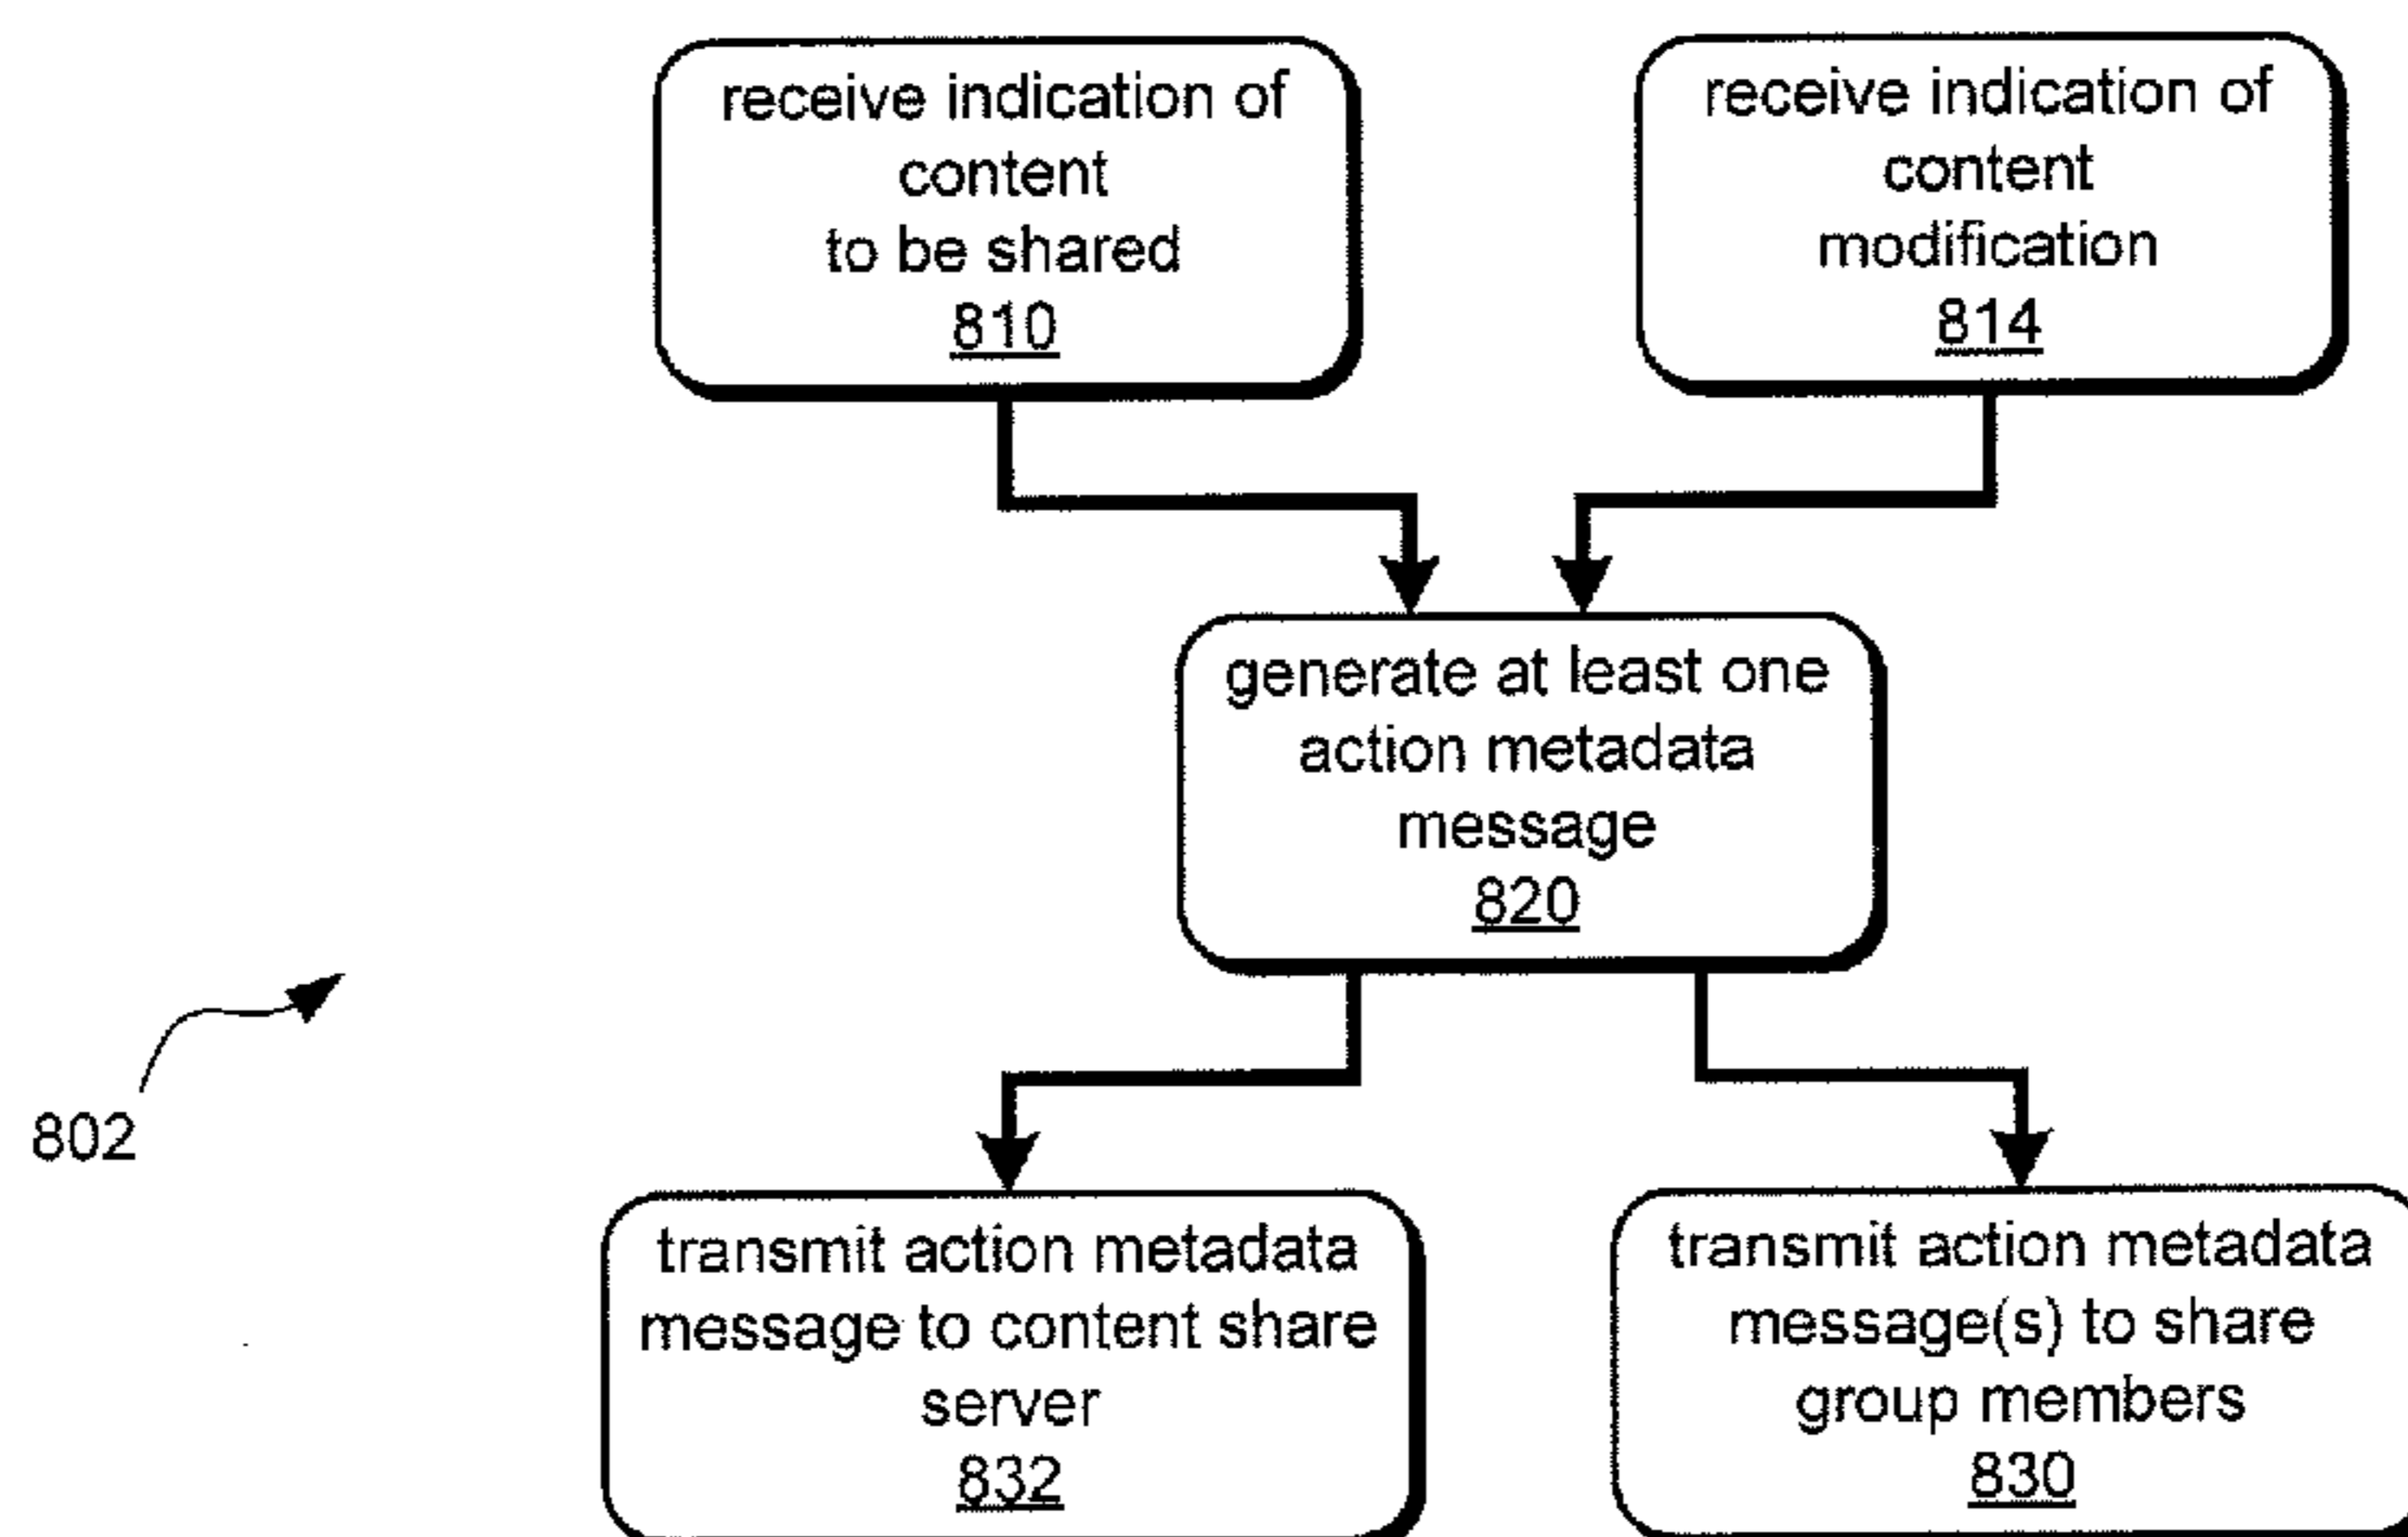 receive indication of
content
to be shared
810
receive indication of
content
modification
814
generate at least one
action metadata
message
820
802
transmit action metadata
message to content share
server
832
transmit action metadata
message(s) to share
group members
830